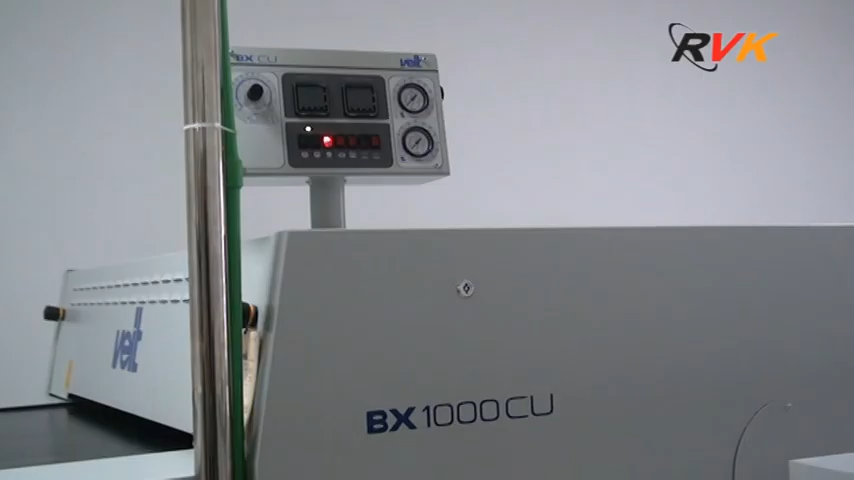 RVK
BX CU
veit
veit
BX1000CU